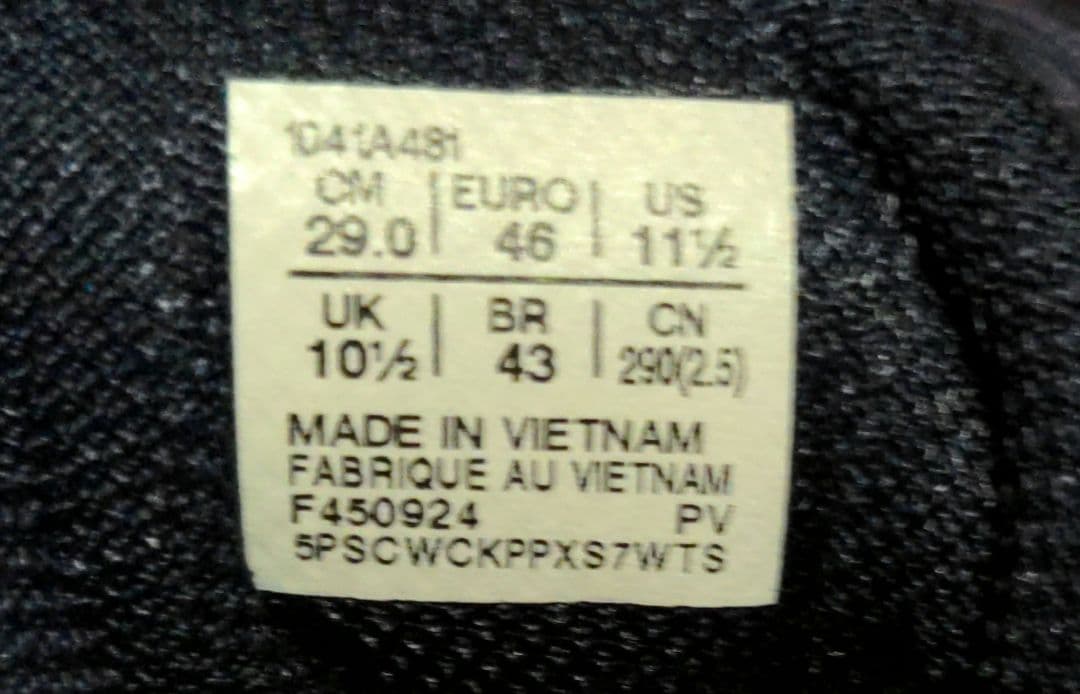 1041A481
CM | EURO | US
29.0 | 46 | 11½
UK | BR | CN
10½ | 43 | 290(2.5)
MADE IN VIETNAM
FABRIQUE AU VIETNAM
F450924 PV
5PSCWCKPPXS7WTS